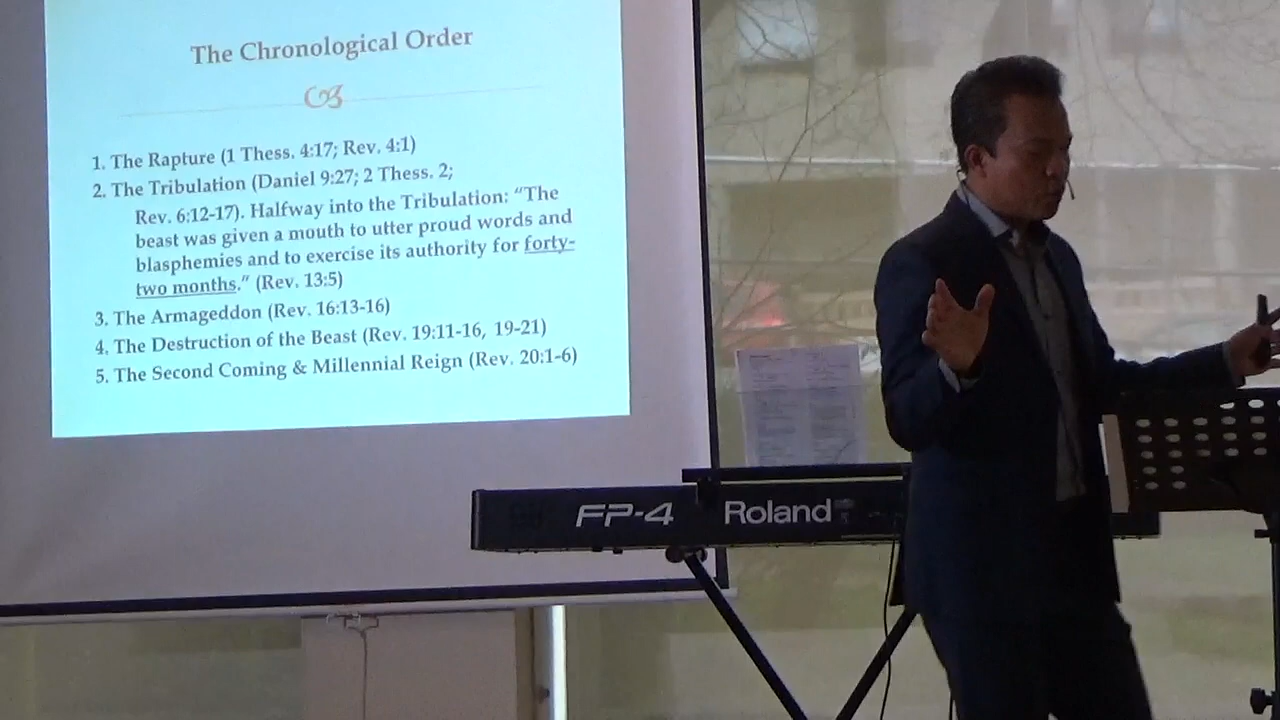 The Chronological Order
1. The Rapture (1 Thess. 4:17; Rev. 4:1)
2. The Tribulation (Daniel 9:27; 2 Thess. 2;
Rev. 6:12-17). Halfway into the Tribulation: “The
beast was given a mouth to utter proud words and
blasphemies and to exercise its authority for forty-
two months.” (Rev. 13:5)
3. The Armageddon (Rev. 16:13-16)
4. The Destruction of the Beast (Rev. 19:11-16, 19-21)
5. The Second Coming & Millennial Reign (Rev. 20:1-6)
FP-4 Roland